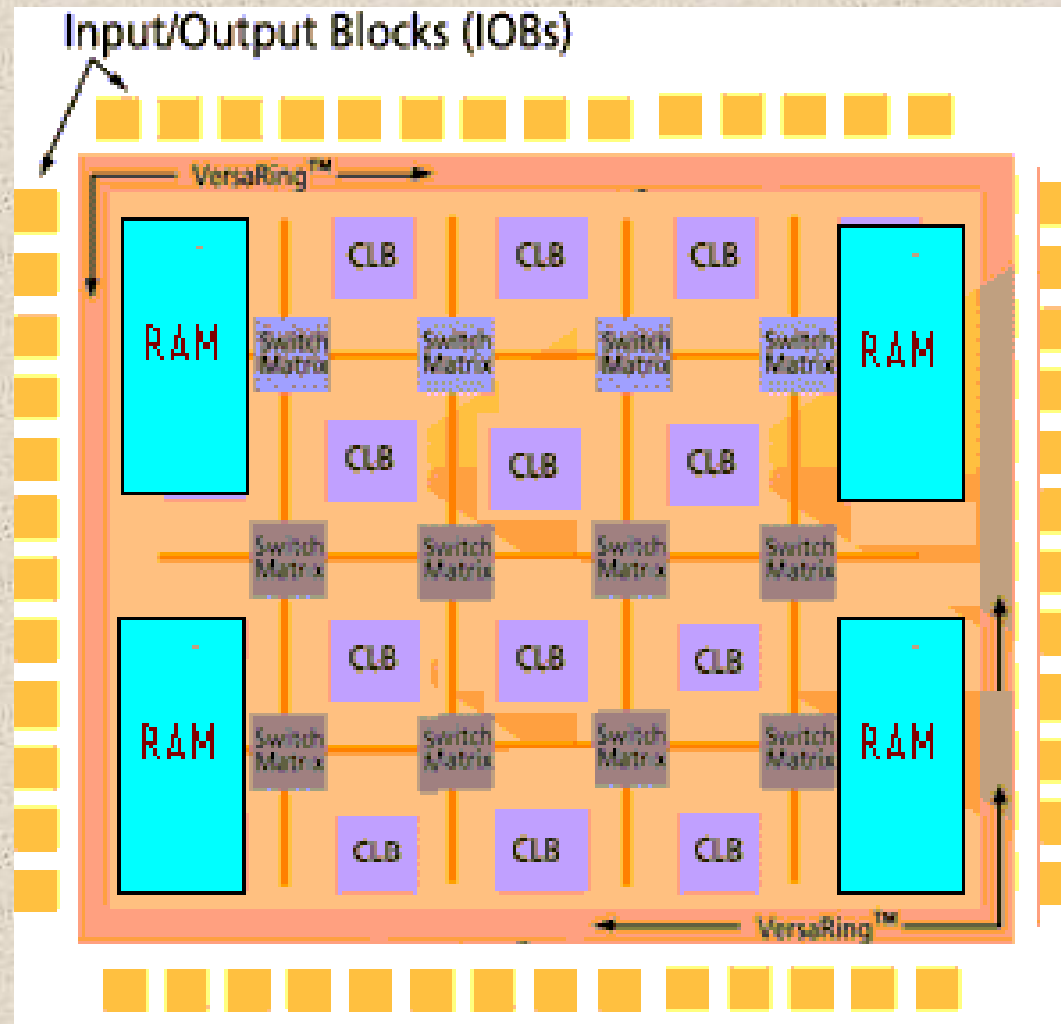 Input/Output Blocks (IOBs)
VersaRing™
CLB CLB CLB
RAM RAM
Switch Matrix Switch Matrix Switch Matrix Switch Matrix
CLB CLB CLB
Switch Matrix Switch Matrix Switch Matrix Switch Matrix
CLB CLB CLB
RAM RAM
Switch Matrix Switch Matrix Switch Matrix Switch Matrix
CLB CLB CLB
VersaRing™